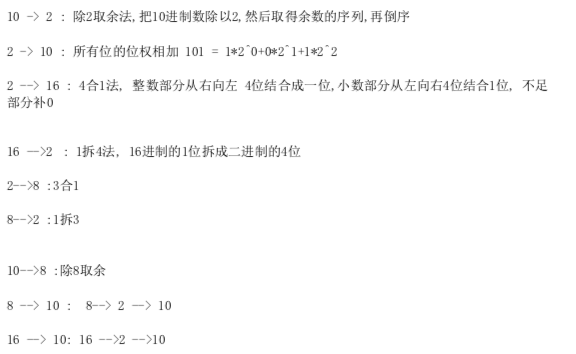 10 -> 2 : 除2取余法,把10进制数除以2,然后取得余数的序列,再倒序
2 -> 10 : 所有位的位权相加 101 = 1*2^0+0*2^1+1*2^2
2 --> 16 : 4合1法, 整数部分从右向左 4位结合成一位,小数部分从左向右4位结合1位, 不足
部分补0
16 —>2 : 1拆4法, 16进制的1位拆成二进制的4位
2-->8 :3合1
8-->2 :1拆3
10-->8 :除8取余
8 --> 10 : 8--> 2 —> 10
16 —> 10: 16 -->2 -->10